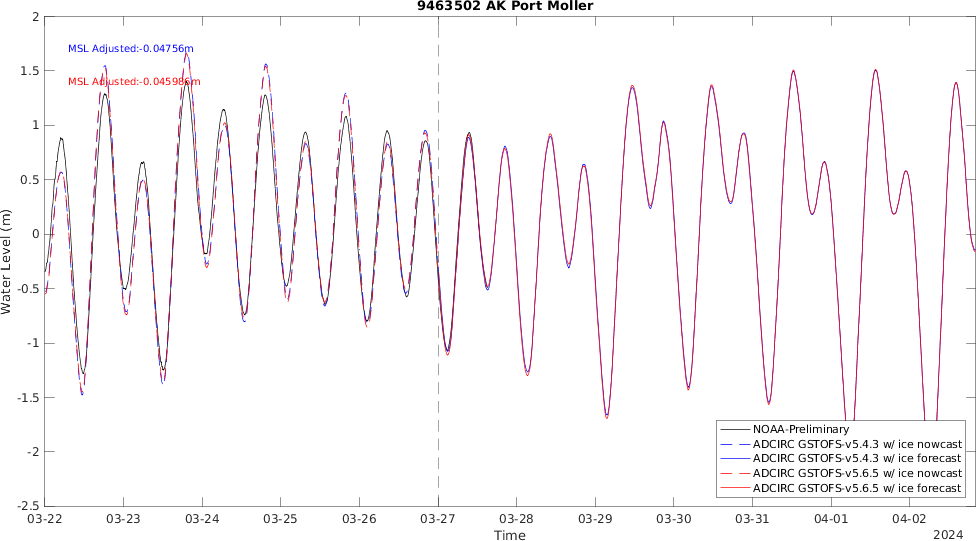 9463502 AK Port Moller
MSL Adjusted:-0.04756m
MSL Adjusted:-0.045986m
Water Level (m)
2
1.5
1
0.5
0
-0.5
-1
-1.5
-2
-2.5
NOAA-Preliminary
ADCIRC GSTOFS-v5.4.3 w/ ice nowcast
ADCIRC GSTOFS-v5.4.3 w/ ice forecast
ADCIRC GSTOFS-v5.6.5 w/ ice nowcast
ADCIRC GSTOFS-v5.6.5 w/ ice forecast
03-22 03-23 03-24 03-25 03-26 03-27 03-28 03-29 03-30 03-31 04-01 04-02
Time
2024